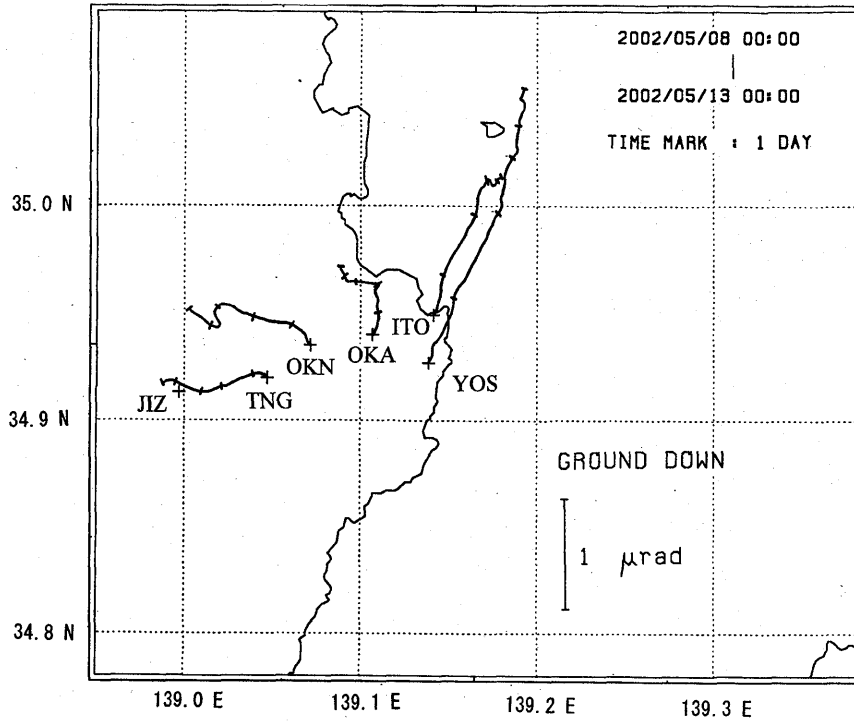 2002/05/08 00:00
|
2002/05/13 00:00
TIME MARK : 1 DAY
35.0 N
ITO
OKN
OKA
YOS
JIZ
TNG
34.9 N
GROUND DOWN
1 μrad
34.8 N
139.0 E
139.1 E
139.2 E
139.3 E